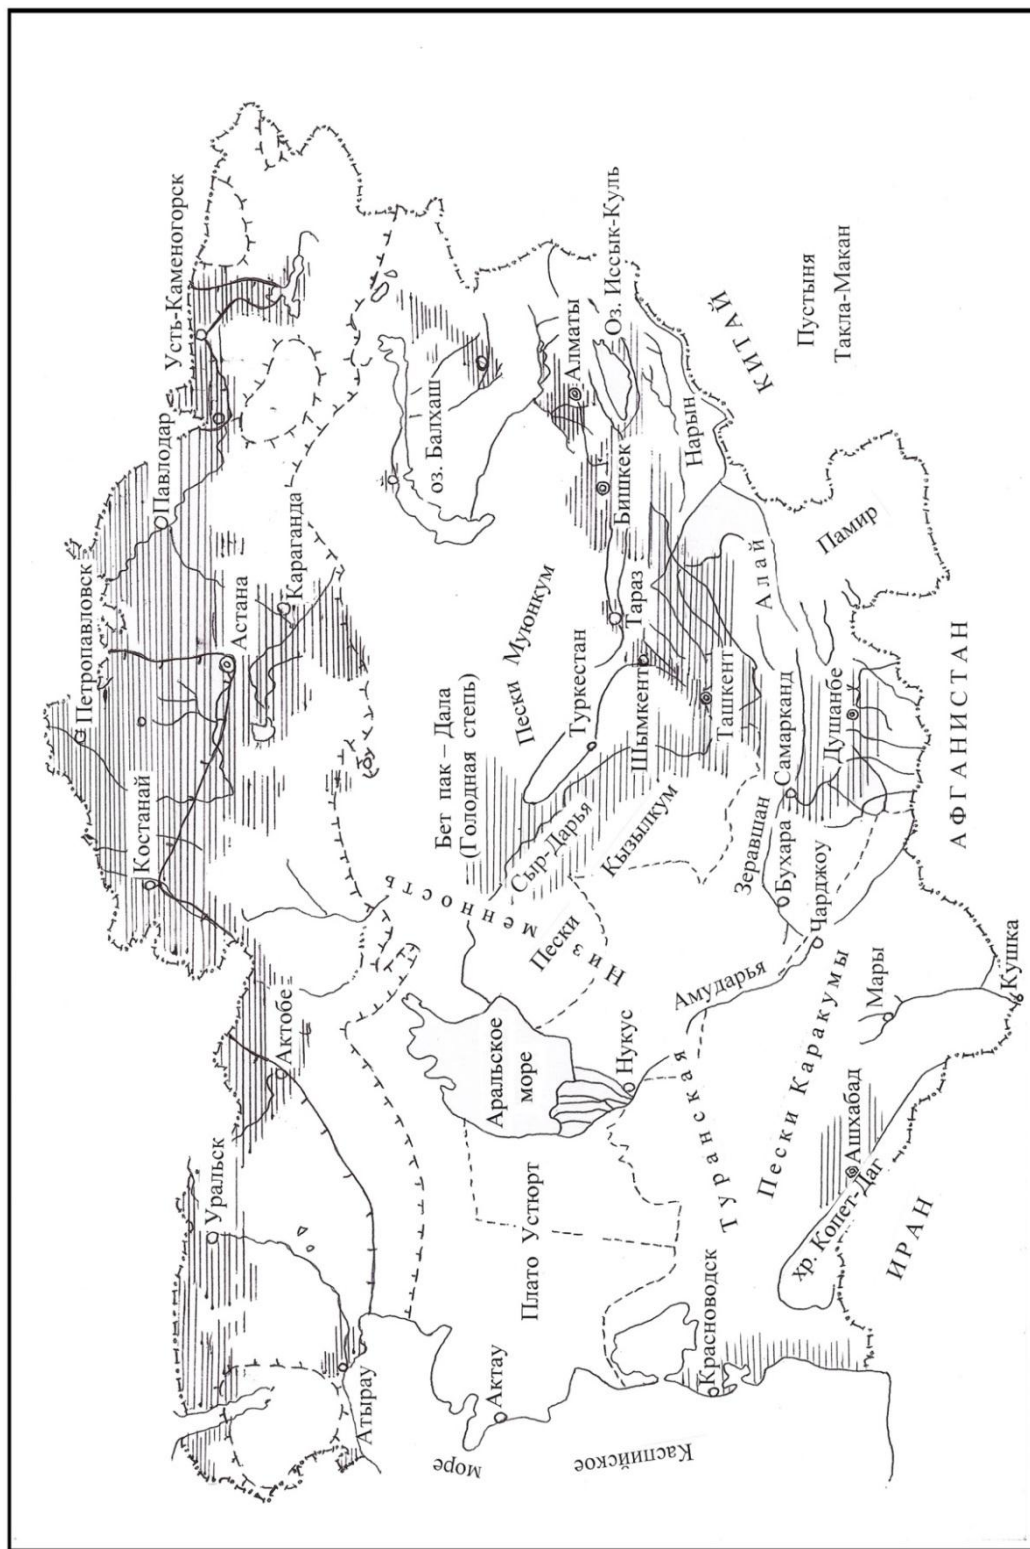 Петропавловск
Костанай
Павлодар
Усть-Каменогорск
Уральск
Актобе
Астана
Караганда
Атырау
оз. Балхаш
Бет пак – Дала
(Голодная степь)
Пески Муюнкум
Аральское
море
Актау
Плато Устюрт
море
Каспийское
Сыр-Дарья
Пески
Туркестан
Алматы
Оз. Иссык-Куль
Бишкек
Тараз
Шымкент
Кызылкум
Нукус
Нарын
Ташкент
КИТАЙ
Пустыня
Такла-Макан
Туранская
Низменность
Красноводск
Амударья
Зеравшан
Алай
Самарканд
Бухара
Чарджоу
Душанбе
Памир
Пески Каракумы
Мары
Ашхабад
хр. Копет-Даг
ИРАН
АФГАНИСТАН
Кушка